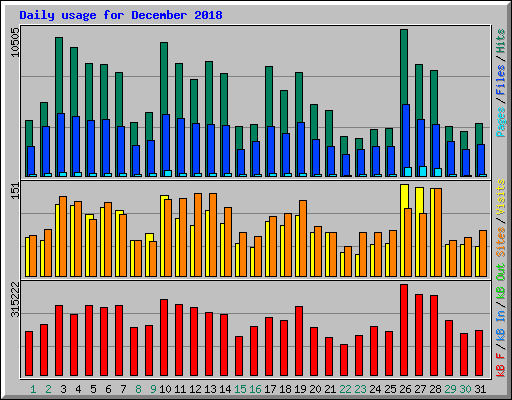 Daily usage for December 2018
10505
Pages / Files / Hits
151
Sites / Visits
315222
kB F / kB In / kB Out
1 2 3 4 5 6 7 8 9 10 11 12 13 14 15 16 17 18 19 20 21 22 23 24 25 26 27 28 29 30 31